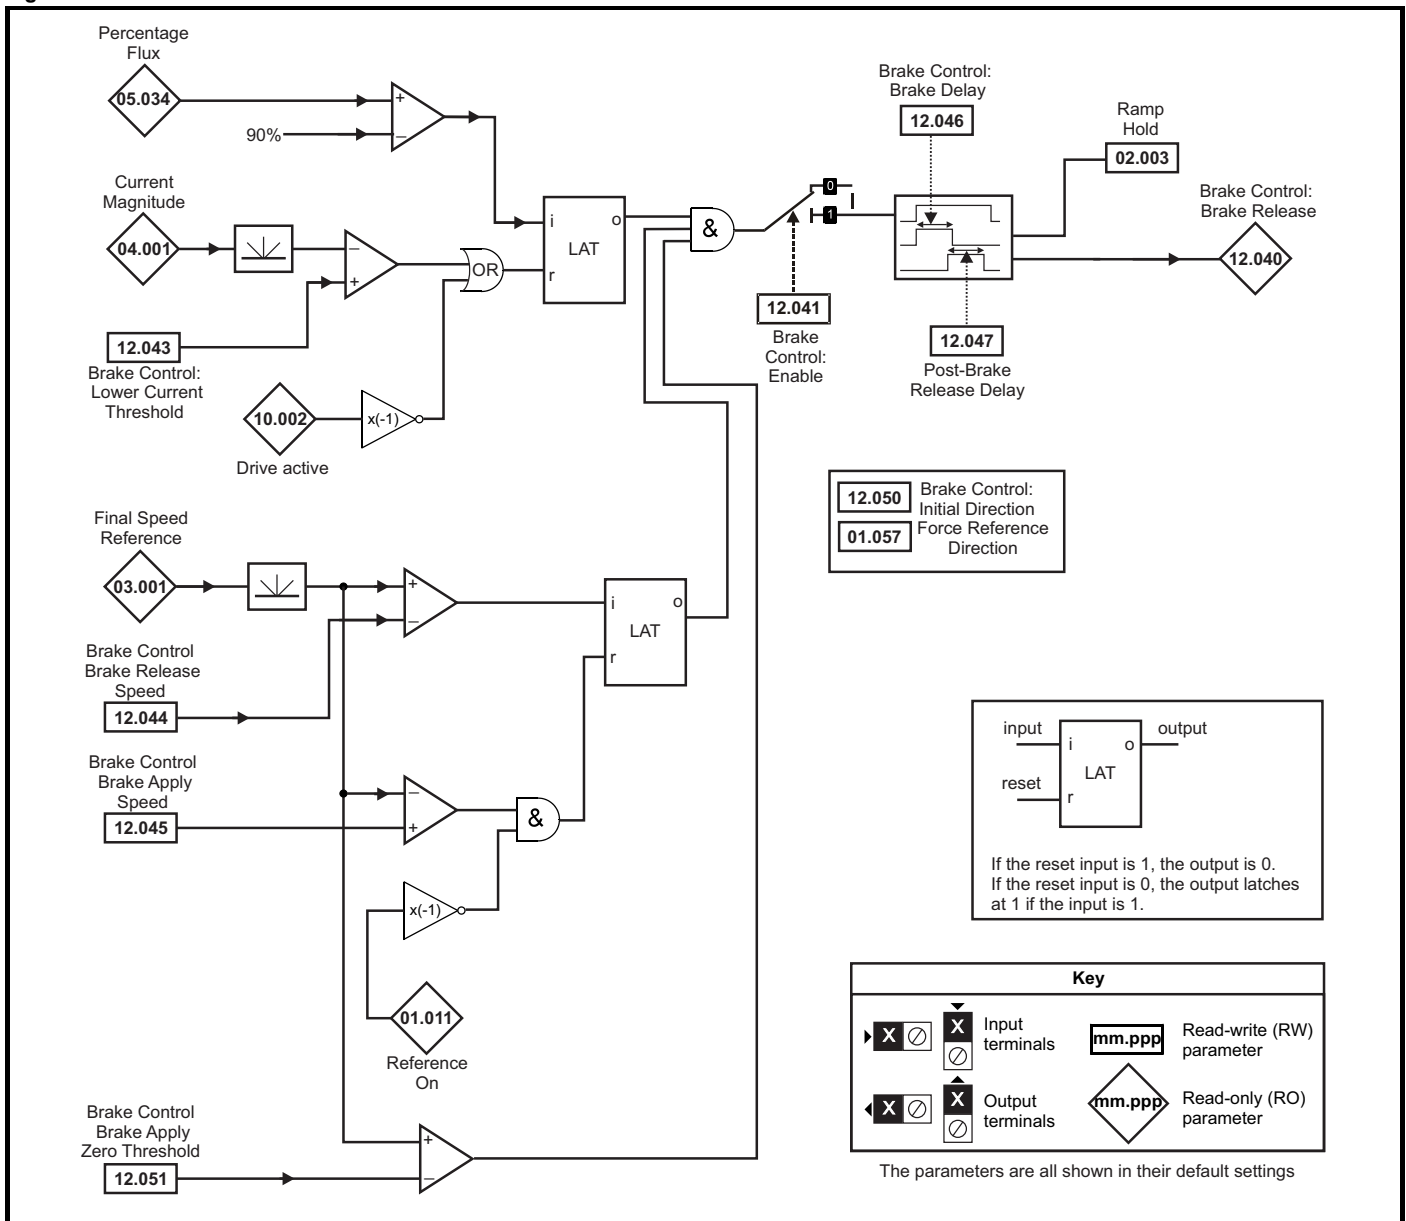 Percentage
Flux
05.034
90%
Current
Magnitude
04.001
12.043
Brake Control:
Lower Current
Threshold
10.002
Drive active
x(-1)
+
–
–
+
OR
i
o
LAT
r
&
0
1
12.041
Brake
Control:
Enable
Brake Control:
Brake Delay
12.046
12.047
Post-Brake
Release Delay
Ramp
Hold
02.003
Brake Control:
Brake Release
12.040
12.050
Brake Control:
Initial Direction
01.057
Force Reference
Direction
Final Speed
Reference
03.001
Brake Control
Brake Release
Speed
12.044
Brake Control
Brake Apply
Speed
12.045
+
–
–
+
i
o
LAT
r
&
x(-1)
01.011
Reference
On
Brake Control
Brake Apply
Zero Threshold
12.051
+
–
input
output
i
o
LAT
reset
r
If the reset input is 1, the output is 0.
If the reset input is 0, the output latches
at 1 if the input is 1.
Key
X
X
Input
terminals
mm.ppp
Read-write (RW)
parameter
X
X
Output
terminals
mm.ppp
Read-only (RO)
parameter
The parameters are all shown in their default settings